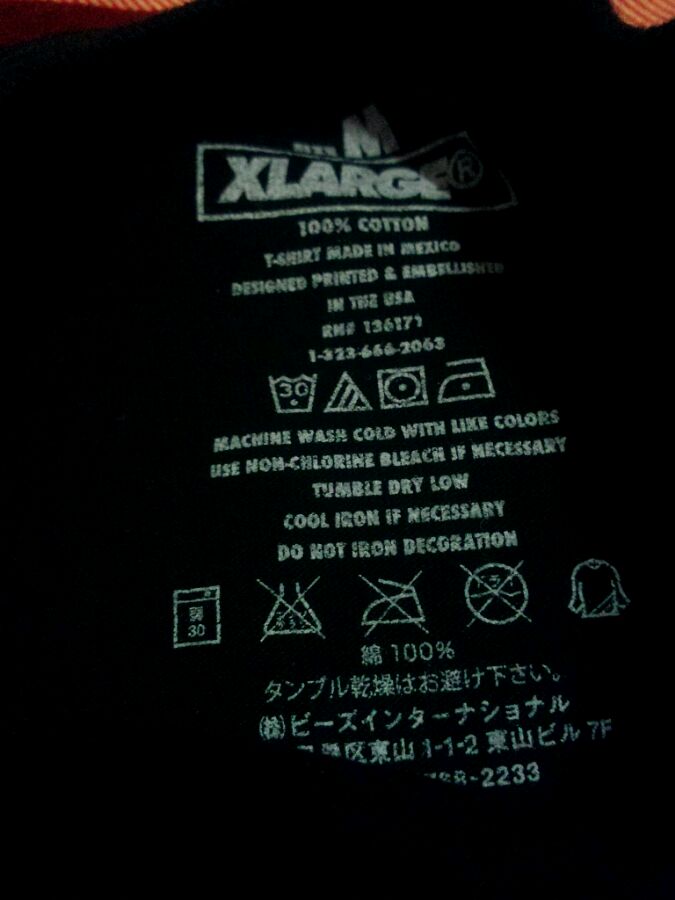 M
XLARGE®
100% COTTON
T-SHIRT MADE IN MEXICO
DESIGNED PRINTED & EMBELLISHED
IN THE USA
RN# 136171
1-323-666-2063
30
MACHINE WASH COLD WITH LIKE COLORS
USE NON-CHLORINE BLEACH IF NECESSARY
TUMBLE DRY LOW
COOL IRON IF NECESSARY
DO NOT IRON DECORATION
弱
30
綿 100%
タンブル乾燥はお避け下さい。
㈱ビーズインターナショナル
区東山 1-1-2 東山ビル 7F
-2233